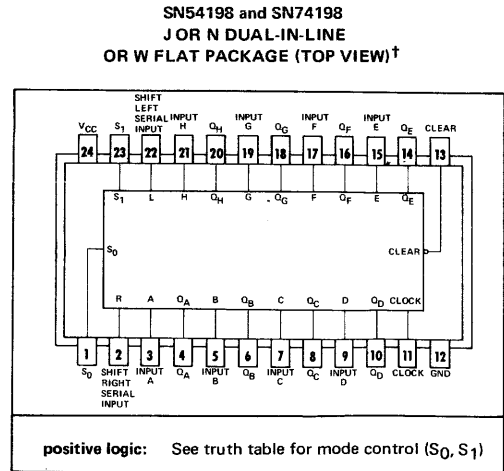 SN54198 and SN74198
J OR N DUAL-IN-LINE
OR W FLAT PACKAGE (TOP VIEW)†
SHIFT
LEFT
SERIAL
INPUT
VCC S1 INPUT H QH INPUT G QG INPUT F QF INPUT E QE CLEAR
24 23 22 21 20 19 18 17 16 15 14 13
S1 L H QH G QG F QF E QE
S0 CLEAR
R A QA B QB C QC D QD CLOCK
1 2 3 4 5 6 7 8 9 10 11 12
S0 SHIFT RIGHT SERIAL INPUT INPUT A QA INPUT B QB INPUT C QC INPUT D QD CLOCK GND
positive logic: See truth table for mode control (S0, S1)